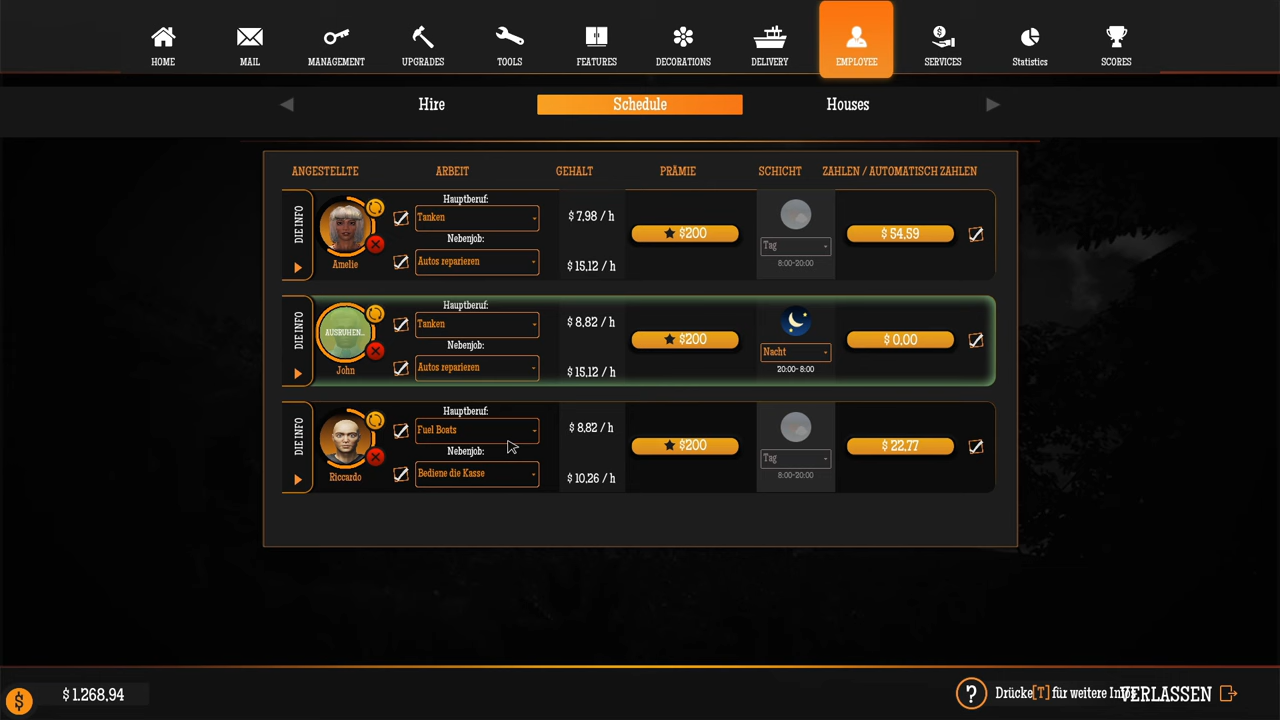 HOME MAIL MANAGEMENT UPGRADES TOOLS FEATURES DECORATIONS DELIVERY EMPLOYEE SERVICES Statistics SCORES
Hire Schedule Houses
ANGESTELLTE ARBEIT GEHALT PRÄMIE SCHICHT ZAHLEN / AUTOMATISCH ZAHLEN
DIE INFO
Amelie
Hauptberuf:
Tanken
Nebenjob:
Autos reparieren
$ 7,98 / h
$ 15,12 / h
$200
Tag
8:00-20:00
$ 54.59
DIE INFO
AUSRUHEN...
John
Hauptberuf:
Tanken
Nebenjob:
Autos reparieren
$ 8,82 / h
$ 15,12 / h
$200
Nacht
20:00-8:00
$ 0.00
DIE INFO
Riccardo
Hauptberuf:
Fuel Boats
Nebenjob:
Bediene die Kasse
$ 8,82 / h
$ 10,26 / h
$200
Tag
8:00-20:00
$ 22.77
$ 1.268,94
? Drücke[T] für weitere Infos
VERLASSEN